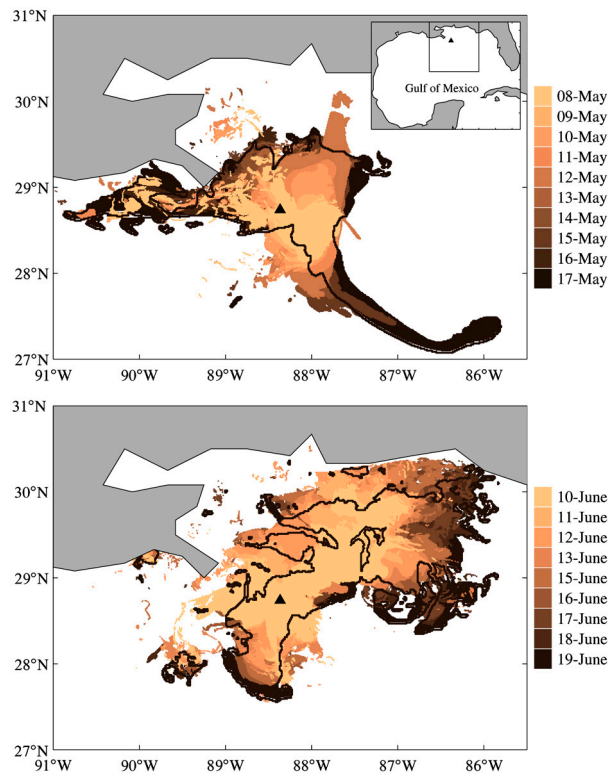 31°N
30°N
29°N
28°N
27°N
91°W
90°W
89°W
88°W
87°W
86°W
Gulf of Mexico
08-May
09-May
10-May
11-May
12-May
13-May
14-May
15-May
16-May
17-May
31°N
30°N
29°N
28°N
27°N
91°W
90°W
89°W
88°W
87°W
86°W
10-June
11-June
12-June
13-June
15-June
16-June
17-June
18-June
19-June